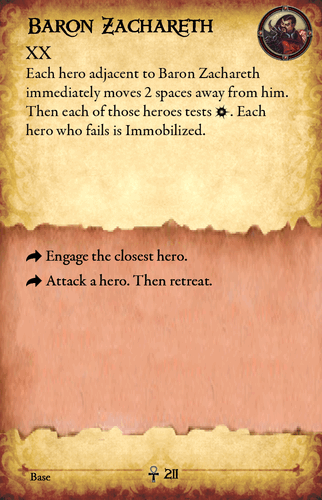 Baron Zachareth
XX
Each hero adjacent to Baron Zachareth
immediately moves 2 spaces away from him.
Then each of those heroes tests . Each
hero who fails is Immobilized.
Engage the closest hero.
Attack a hero. Then retreat.
Base
211